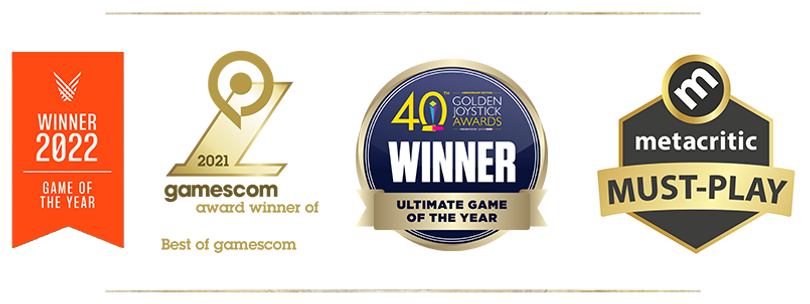 WINNER
2022
GAME OF
THE YEAR
2021
gamescom
award winner of
Best of gamescom
40TH
GOLDEN
JOYSTICK
AWARDS
WINNER
ULTIMATE GAME
OF THE YEAR
m
metacritic
MUST-PLAY